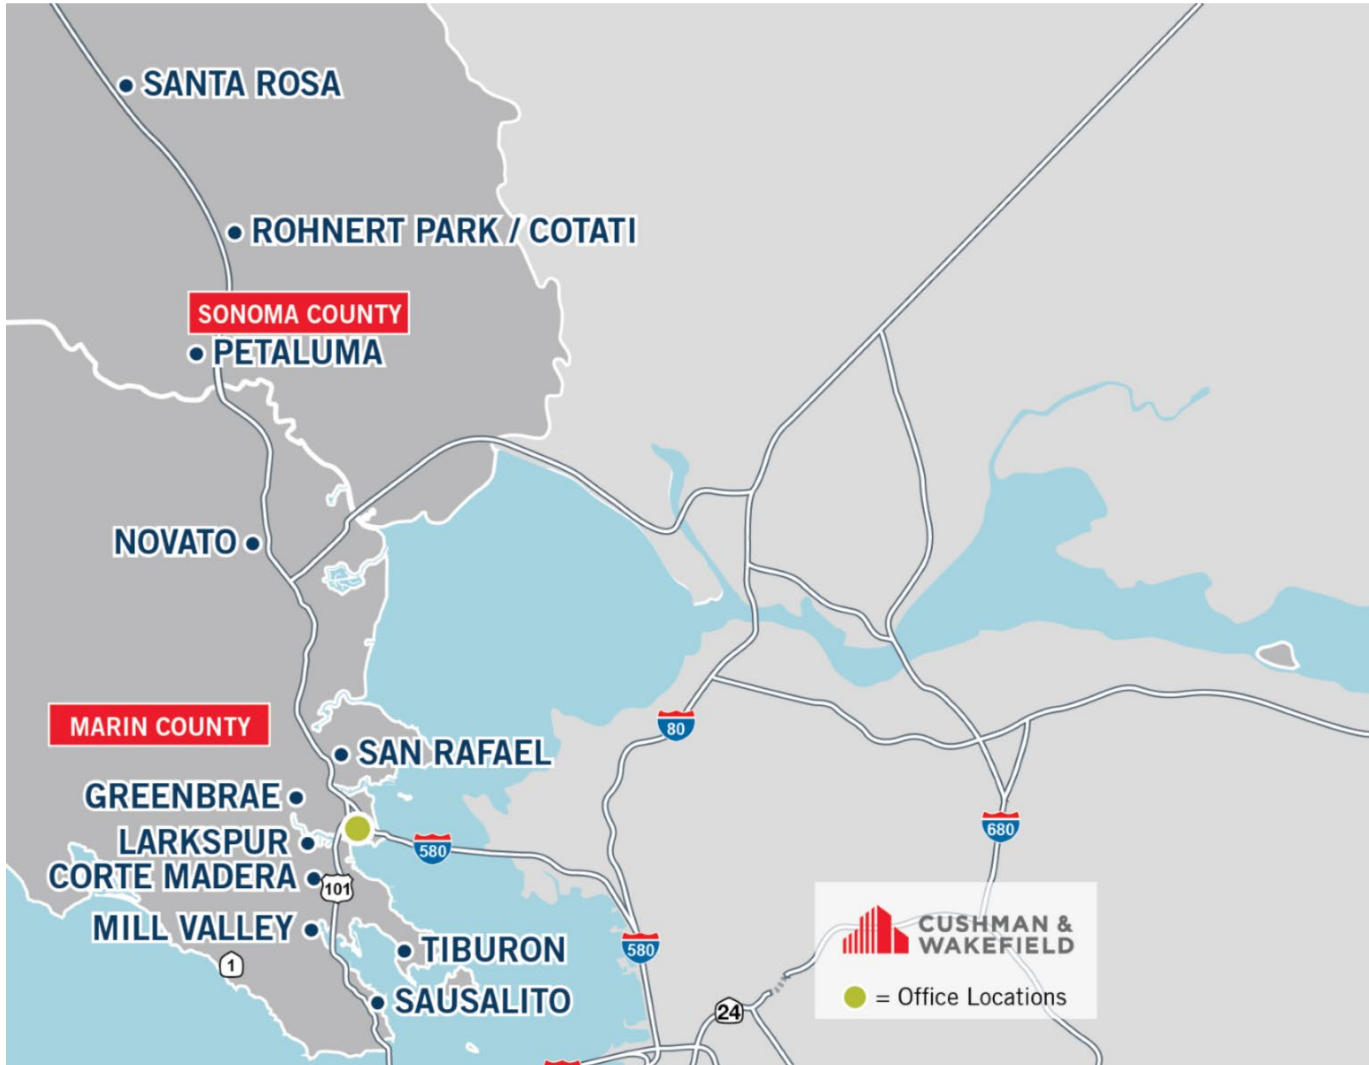 SANTA ROSA
ROHNERT PARK / COTATI
SONOMA COUNTY
PETALUMA
NOVATO
MARIN COUNTY
80
SAN RAFAEL
GREENBRAE
LARKSPUR
580
680
CORTE MADERA
101
MILL VALLEY
TIBURON
580
1
SAUSALITO
24
CUSHMAN &
WAKEFIELD
= Office Locations